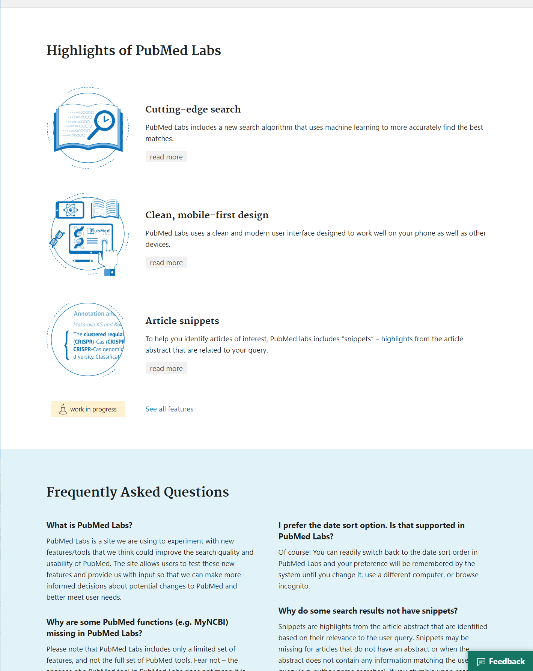 Highlights of PubMed Labs
Cutting-edge search
PubMed Labs includes a new search algorithm that uses machine learning to more accurately find the best
matches.
read more
PubMed
Clean, mobile-first design
PubMed Labs uses a clean and modern user interface designed to work well on your phone as well as other
devices.
read more
Annotation an
The clustered regular
(CRISPR)-Cas (CRISPR
CRISPR-Cas genomic
diversity. Classificat
Article snippets
To help you identify articles of interest, PubMed labs includes "snippets" – highlights from the article
abstract that are related to your query.
read more
work in progress
See all features
Frequently Asked Questions
What is PubMed Labs?
PubMed Labs is a site we are using to experiment with new
features/tools that we think could improve the search quality and
usability of PubMed. The site allows users to test these new
features and provide us with input so that we can make more
informed decisions about potential changes to PubMed and
better meet user needs.
Why are some PubMed functions (e.g. MyNCBI)
missing in PubMed Labs?
Please note that PubMed Labs includes only a limited set of
features, and not the full set of PubMed tools. Fear not – the
I prefer the date sort option. Is that supported in
PubMed Labs?
Of course! You can readily switch back to the date sort order in
PubMed Labs and your preference will be remembered by the
system until you change it, use a different computer, or browse
incognito.
Why do some search results not have snippets?
Snippets are highlights from the article abstract that are identified
based on their relevance to the user query. Snippets may be
missing for articles that do not have an abstract or when the
abstract does not contain any information matching the use
Feedback